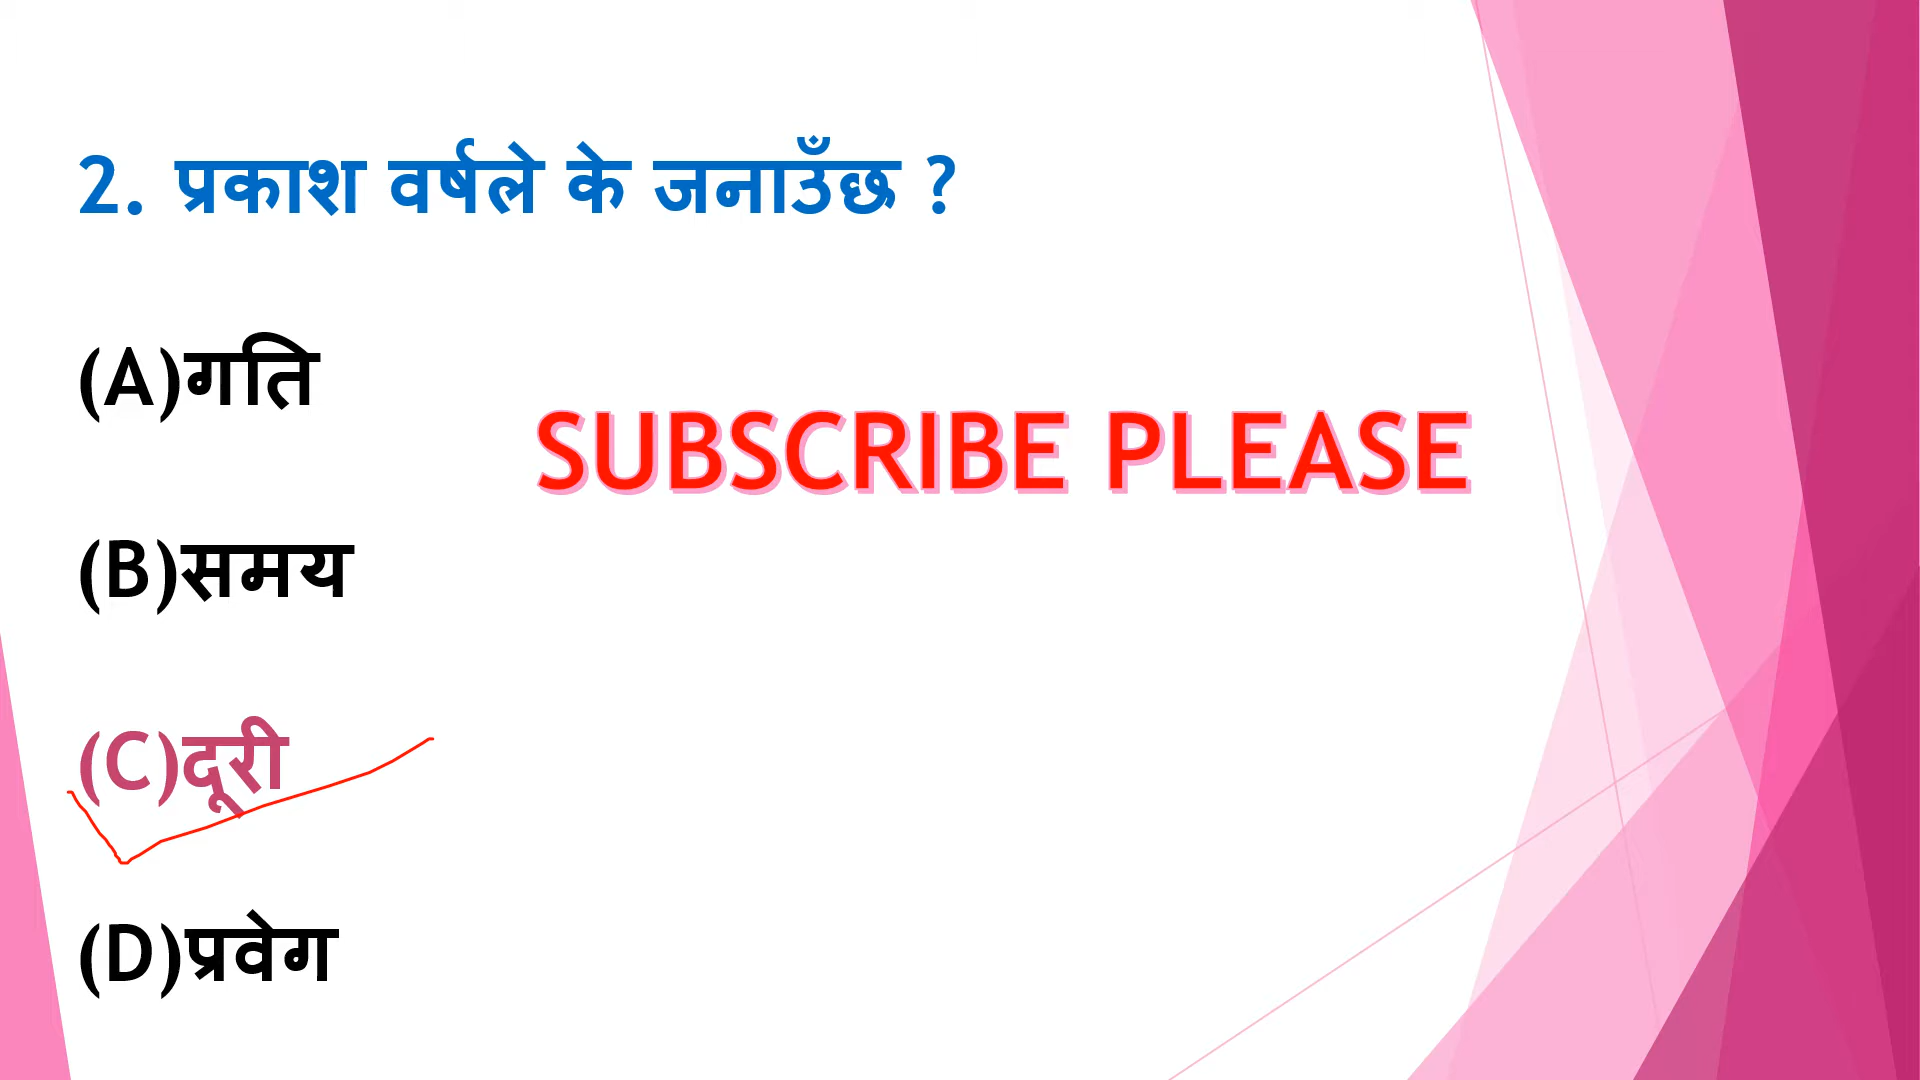 2. प्रकाश वर्षले के जनाउँछ ?
(A)गति
SUBSCRIBE PLEASE
(B)समय
(C)दूरी
(D)प्रवेग